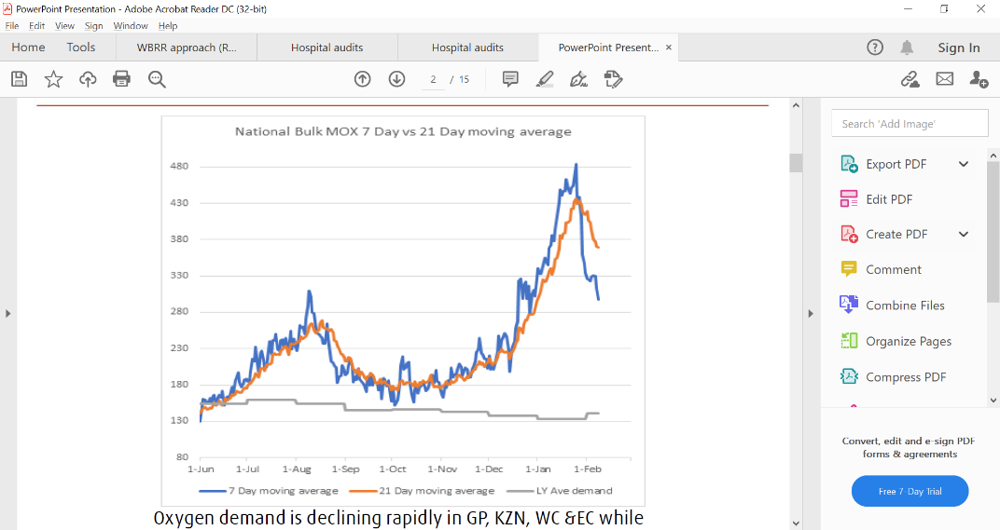 PowerPoint Presentation - Adobe Acrobat Reader DC (32-bit)
File Edit View Sign Window Help
Home Tools WBRR approach (R... Hospital audits Hospital audits PowerPoint Present... × Sign In
2 / 15
National Bulk MOX 7 Day vs 21 Day moving average
480
430
380
330
280
230
180
130
80
1-Jun 1-Jul 1-Aug 1-Sep 1-Oct 1-Nov 1-Dec 1-Jan 1-Feb
7 Day moving average 21 Day moving average LY Ave demand
Oxygen demand is declining rapidly in GP, KZN, WC &EC while
Search 'Add Image'
Export PDF
Edit PDF
Create PDF
Comment
Combine Files
Organize Pages
Compress PDF
Convert, edit and e-sign PDF
forms & agreements
Free 7-Day Trial